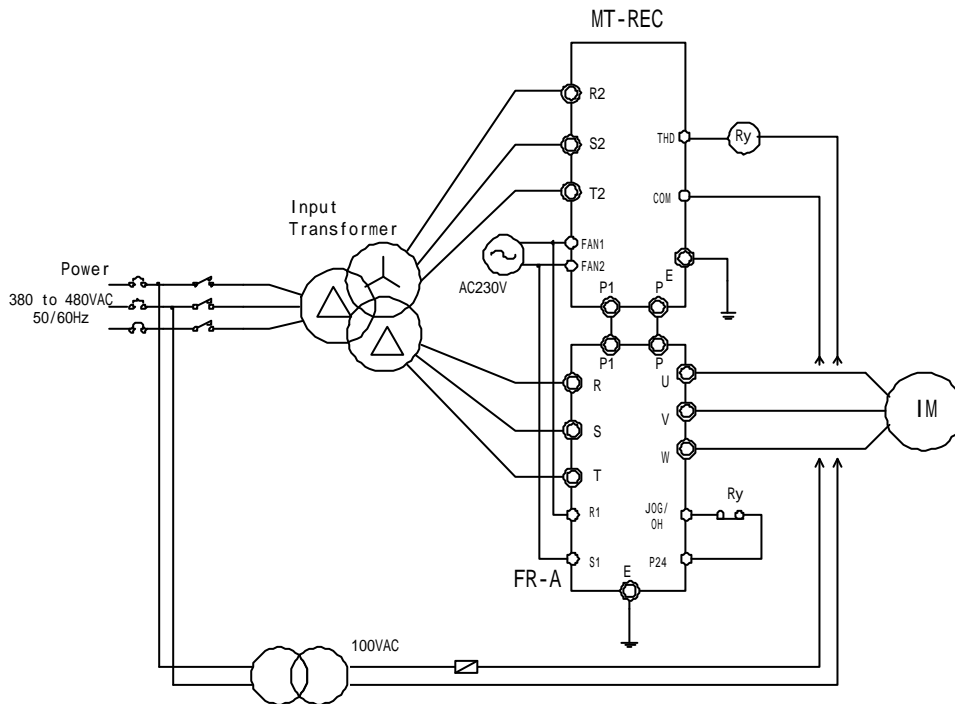 MT-REC
R2
S2
T2
THD
Ry
COM
Input
Transformer
FAN1
FAN2
AC230V
E
Power
380 to 480VAC
50/60Hz
P1
P
P1
P
R
S
T
U
V
W
IM
R1
S1
JOG/
OH
P24
Ry
FR-A
E
100VAC